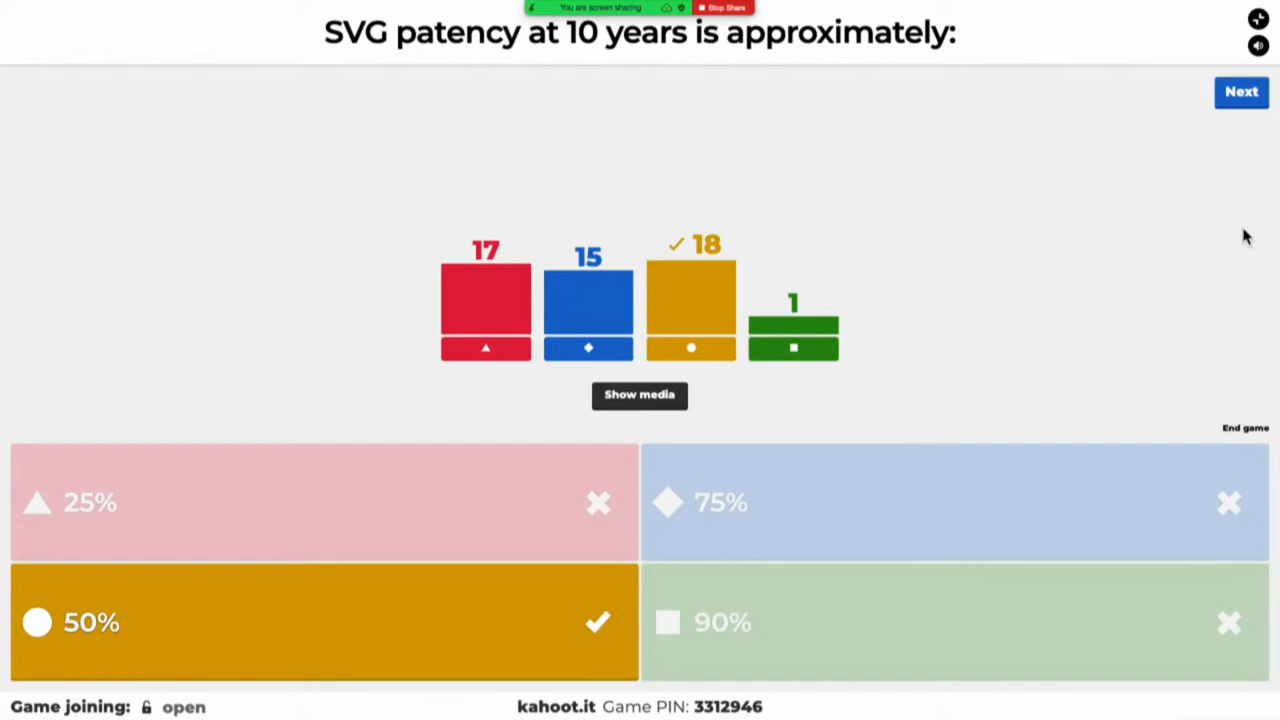 You are screen sharing
Stop Share
SVG patency at 10 years is approximately:
Next
17
15
18
1
Show media
End game
25%
75%
50%
90%
Game joining: open
kahoot.it Game PIN: 3312946